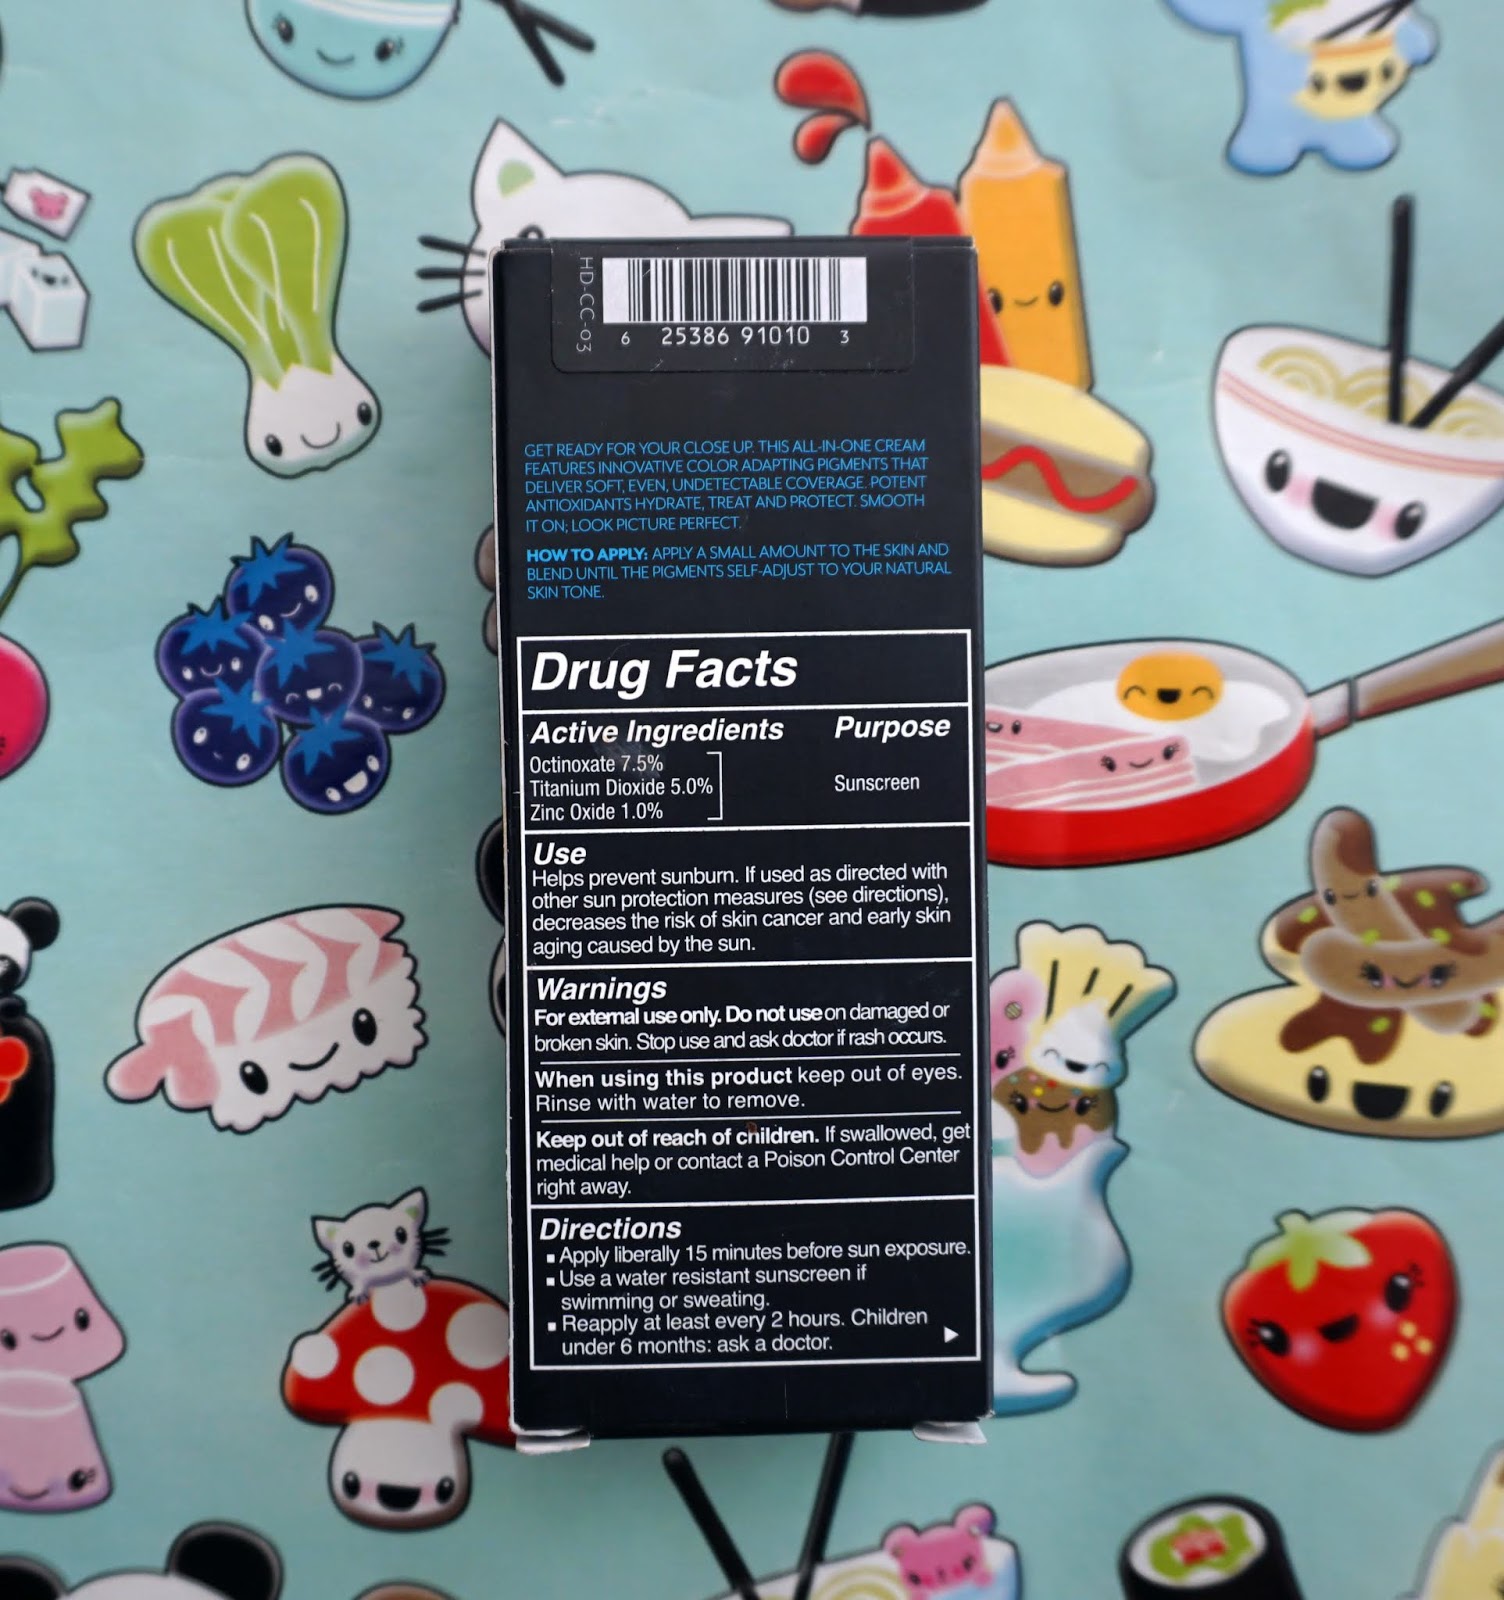 HD-CC-03
6 25386 91010 3
GET READY FOR YOUR CLOSE UP. THIS ALL-IN-ONE CREAM
FEATURES INNOVATIVE COLOR ADAPTING PIGMENTS THAT
DELIVER SOFT, EVEN, UNDETECTABLE COVERAGE. POTENT
ANTIOXIDANTS HYDRATE, TREAT AND PROTECT. SMOOTH
IT ON; LOOK PICTURE PERFECT.
HOW TO APPLY: APPLY A SMALL AMOUNT TO THE SKIN AND
BLEND UNTIL THE PIGMENTS SELF-ADJUST TO YOUR NATURAL
SKIN TONE.
Drug Facts
Active Ingredients Purpose
Octinoxate 7.5%
Titanium Dioxide 5.0% Sunscreen
Zinc Oxide 1.0%
Use
Helps prevent sunburn. If used as directed with
other sun protection measures (see directions),
decreases the risk of skin cancer and early skin
aging caused by the sun.
Warnings
For external use only. Do not use on damaged or
broken skin. Stop use and ask doctor if rash occurs.
When using this product keep out of eyes.
Rinse with water to remove.
Keep out of reach of children. If swallowed, get
medical help or contact a Poison Control Center
right away.
Directions
▪ Apply liberally 15 minutes before sun exposure.
▪ Use a water resistant sunscreen if
swimming or sweating.
▪ Reapply at least every 2 hours. Children
under 6 months: ask a doctor.